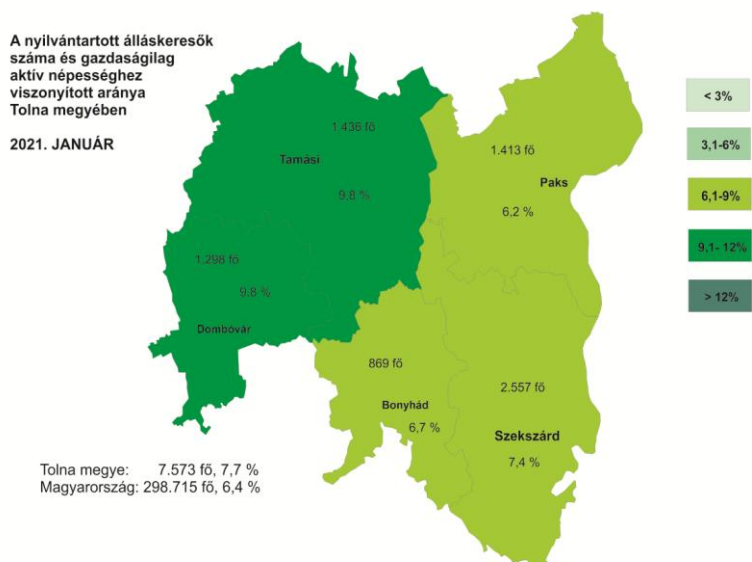 A nyilvántartott álláskeresők
száma és gazdaságilag
aktív népességhez
viszonyított aránya
Tolna megyében
2021. JANUÁR
1.436 fő
Tamási
9,8 %
1.413 fő
Paks
6,2 %
1.298 fő
9,8 %
Dombóvár
869 fő
Bonyhád
6,7 %
2.557 fő
Szekszárd
7,4 %
< 3%
3,1-6%
6,1-9%
9,1- 12%
> 12%
Tolna megye: 7.573 fő, 7,7 %
Magyarország: 298.715 fő, 6,4 %